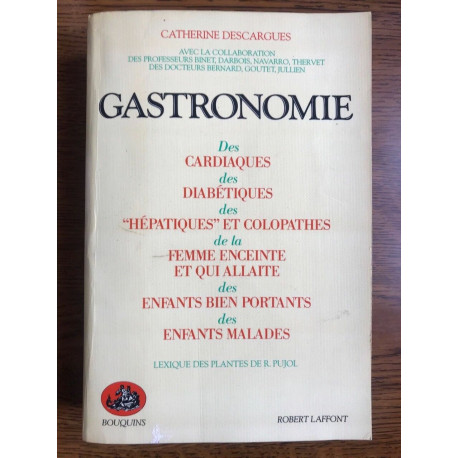 CATHERINE DESCARGUES
AVEC LA COLLABORATION
DES PROFESSEURS BINET, DARBOIS, NAVARRO, THERVET
DES DOCTEURS BERNARD, GOUTET, JULLIEN
GASTRONOMIE
Des
CARDIAQUES
des
DIABÉTIQUES
des
“HÉPATIQUES” ET COLOPATHES
de la
FEMME ENCEINTE
ET QUI ALLAITE
des
ENFANTS BIEN PORTANTS
des
ENFANTS MALADES
LEXIQUE DES PLANTES DE R. PUJOL
BOUQUINS
ROBERT LAFFONT